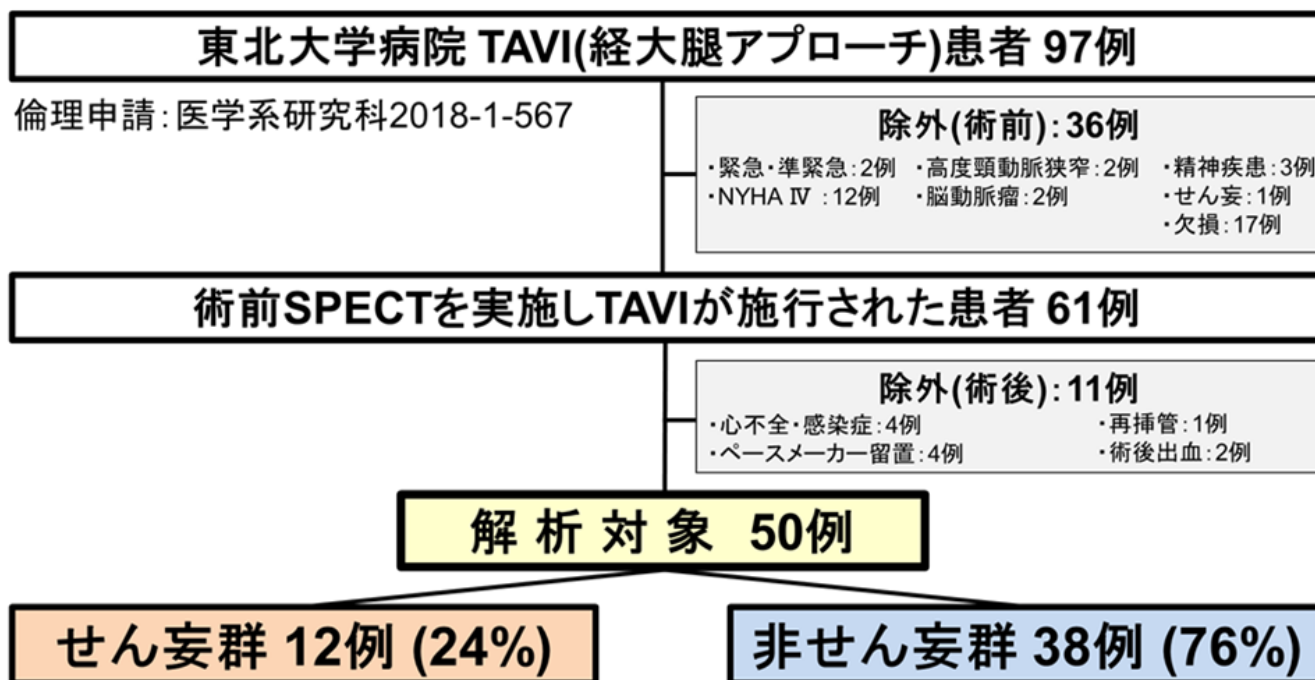 東北大学病院 TAVI(経大腿アプローチ)患者 97例
倫理申請:医学系研究科2018-1-567
除外(術前):36例
・緊急・準緊急:2例 ・高度頸動脈狭窄:2例 ・精神疾患:3例
・NYHA Ⅳ :12例 ・脳動脈瘤:2例 ・せん妄:1例
・欠損:17例
術前SPECTを実施しTAVIが施行された患者 61例
除外(術後):11例
・心不全・感染症:4例 ・再挿管:1例
・ペースメーカー留置:4例 ・術後出血:2例
解 析 対 象 50例
せん妄群 12例 (24%) 非せん妄群 38例 (76%)